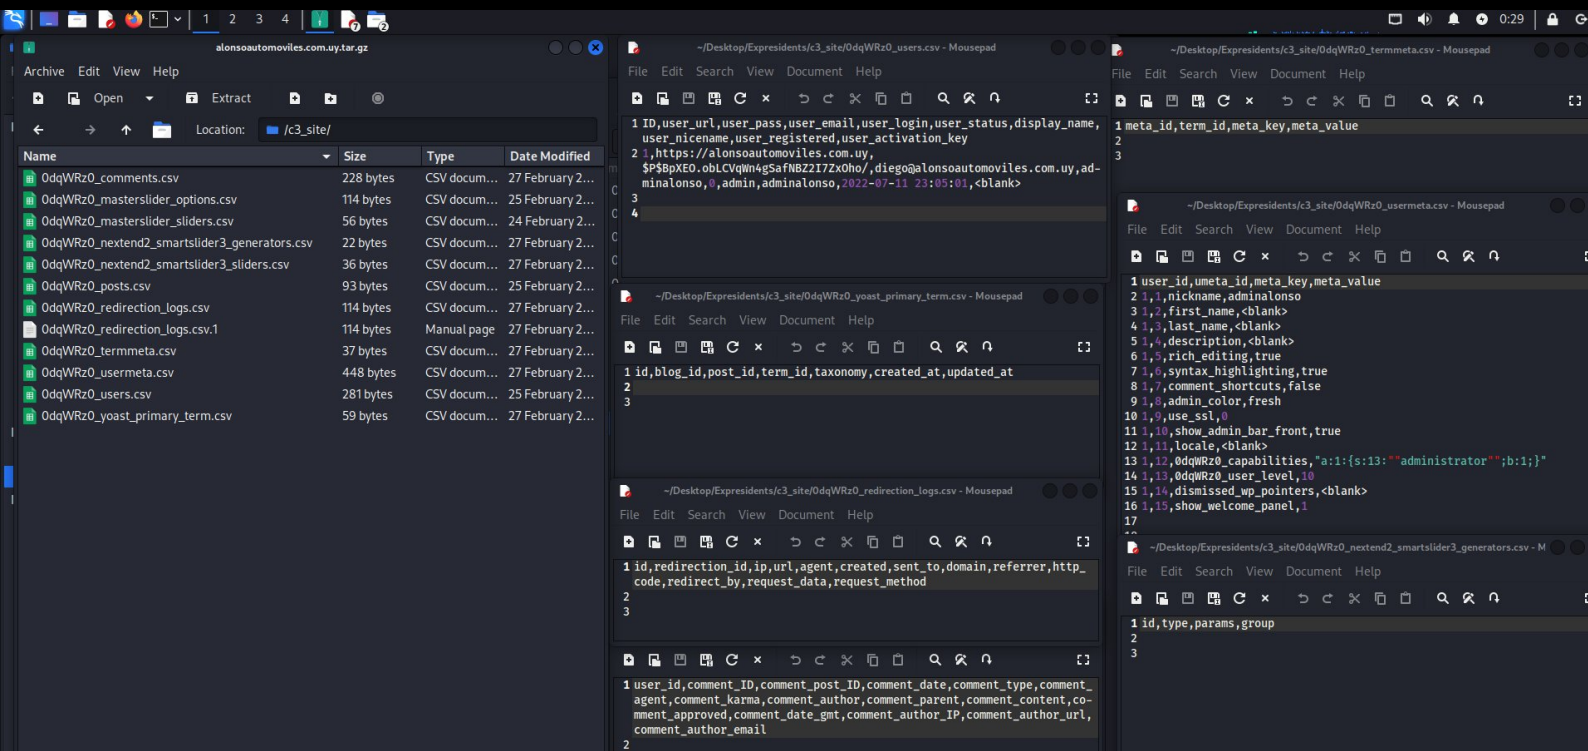 1 2 3 4 7 2 0:29
alonsoautomoviles.com.uy.tar.gz
Archive Edit View Help
Open Extract
Location: /c3_site/
Name Size Type Date Modified
0dqWRz0_comments.csv 228 bytes CSV docum... 27 February 2...
0dqWRz0_masterslider_options.csv 114 bytes CSV docum... 25 February 2...
0dqWRz0_masterslider_sliders.csv 56 bytes CSV docum... 24 February 2...
0dqWRz0_nextend2_smartslider3_generators.csv 22 bytes CSV docum... 27 February 2...
0dqWRz0_nextend2_smartslider3_sliders.csv 36 bytes CSV docum... 27 February 2...
0dqWRz0_posts.csv 93 bytes CSV docum... 25 February 2...
0dqWRz0_redirection_logs.csv 114 bytes CSV docum... 27 February 2...
0dqWRz0_redirection_logs.csv.1 114 bytes Manual page 27 February 2...
0dqWRz0_termmeta.csv 37 bytes CSV docum... 27 February 2...
0dqWRz0_usermeta.csv 448 bytes CSV docum... 27 February 2...
0dqWRz0_users.csv 281 bytes CSV docum... 25 February 2...
0dqWRz0_yoast_primary_term.csv 59 bytes CSV docum... 27 February 2...
~/Desktop/Expresidents/c3_site/0dqWRz0_users.csv - Mousepad
File Edit Search View Document Help
1 ID,user_url,user_pass,user_email,user_login,user_status,display_name,
user_nicename,user_registered,user_activation_key
2 1,https://alonsoautomoviles.com.uy,
$P$BpXEO.obLCVqWn4gSafNBZ2I7ZxOho/,diego@alonsoautomoviles.com.uy,ad-
minalonso,0,admin,adminalonso,2022-07-11 23:05:01,<blank>
3
4
~/Desktop/Expresidents/c3_site/0dqWRz0_yoast_primary_term.csv - Mousepad
File Edit Search View Document Help
1 id,blog_id,post_id,term_id,taxonomy,created_at,updated_at
2
3
~/Desktop/Expresidents/c3_site/0dqWRz0_redirection_logs.csv - Mousepad
File Edit Search View Document Help
1 id,redirection_id,ip,url,agent,created,sent_to,domain,referrer,http_
code,redirect_by,request_data,request_method
2
3
1 user_id,comment_ID,comment_post_ID,comment_date,comment_type,comment_
agent,comment_karma,comment_author,comment_parent,comment_content,co-
mment_approved,comment_date_gmt,comment_author_IP,comment_author_url,
comment_author_email
2
~/Desktop/Expresidents/c3_site/0dqWRz0_termmeta.csv - Mousepad
File Edit Search View Document Help
1 meta_id,term_id,meta_key,meta_value
2
3
~/Desktop/Expresidents/c3_site/0dqWRz0_usermeta.csv - Mousepad
File Edit Search View Document Help
1 user_id,umeta_id,meta_key,meta_value
2 1,1,nickname,adminalonso
3 1,2,first_name,<blank>
4 1,3,last_name,<blank>
5 1,4,description,<blank>
6 1,5,rich_editing,true
7 1,6,syntax_highlighting,true
8 1,7,comment_shortcuts,false
9 1,8,admin_color,fresh
10 1,9,use_ssl,0
11 1,10,show_admin_bar_front,true
12 1,11,locale,<blank>
13 1,12,0dqWRz0_capabilities,"a:1:{s:13:""administrator"";b:1;}"
14 1,13,0dqWRz0_user_level,10
15 1,14,dismissed_wp_pointers,<blank>
16 1,15,show_welcome_panel,1
17
~/Desktop/Expresidents/c3_site/0dqWRz0_nextend2_smartslider3_generators.csv - M
File Edit Search View Document Help
1 id,type,params,group
2
3